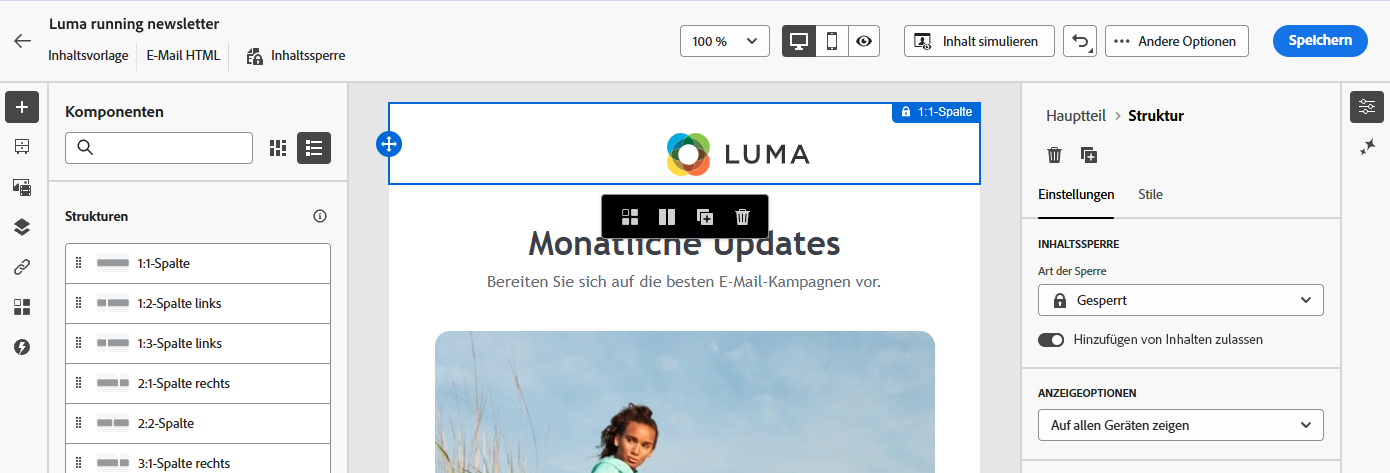 Luma running newsletter
Inhaltsvorlage
E-Mail HTML
Inhaltssperre
100 %
Inhalt simulieren
Andere Optionen
Speichern
Komponenten
Strukturen
1:1-Spalte
1:2-Spalte links
1:3-Spalte links
2:1-Spalte rechts
2:2-Spalte
3:1-Spalte rechts
1:1-Spalte
LUMA
Monatliche Updates
Bereiten Sie sich auf die besten E-Mail-Kampagnen vor.
Hauptteil > Struktur
Einstellungen
Stile
INHALTSSPERRE
Art der Sperre
Gesperrt
Hinzufügen von Inhalten zulassen
ANZEIGEOPTIONEN
Auf allen Geräten zeigen